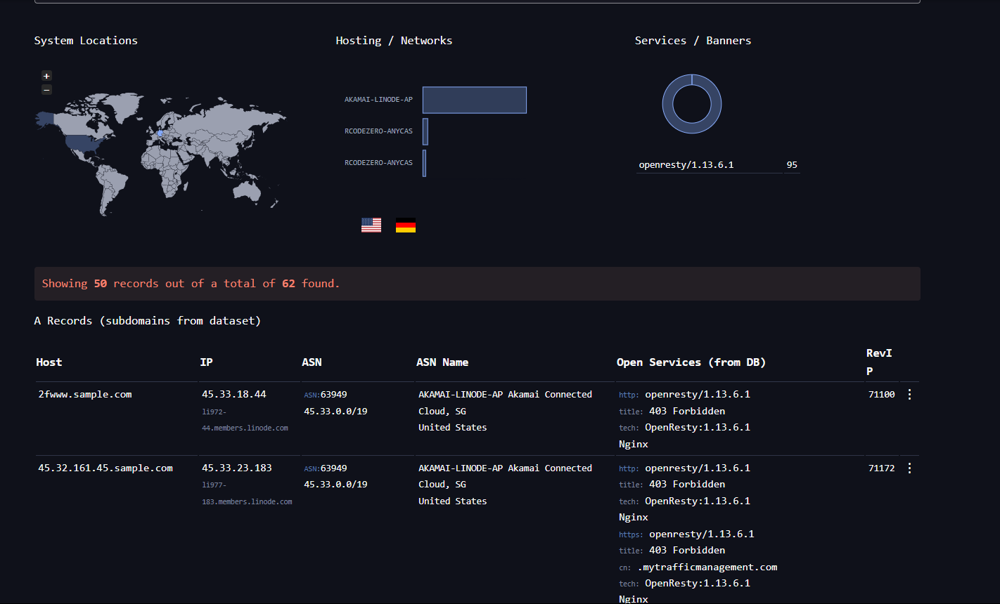 System Locations
Hosting / Networks
Services / Banners
+
−
AKAMAI-LINODE-AP
RCODEZERO-ANYCAS
RCODEZERO-ANYCAS
openresty/1.13.6.1 95
Showing 50 records out of a total of 62 found.
A Records (subdomains from dataset)
Host IP ASN ASN Name Open Services (from DB) RevI
P
2fwww.sample.com 45.33.18.44 ASN:63949 AKAMAI-LINODE-AP Akamai Connected http: openresty/1.13.6.1 71100
li972- 45.33.0.0/19 Cloud, SG title: 403 Forbidden
44.members.linode.com United States tech: OpenResty:1.13.6.1
Nginx
45.32.161.45.sample.com 45.33.23.183 ASN:63949 AKAMAI-LINODE-AP Akamai Connected http: openresty/1.13.6.1 71172
li977- 45.33.0.0/19 Cloud, SG title: 403 Forbidden
183.members.linode.com United States tech: OpenResty:1.13.6.1
Nginx
https: openresty/1.13.6.1
title: 403 Forbidden
cn: .mytrafficmanagement.com
tech: OpenResty:1.13.6.1
Nginx